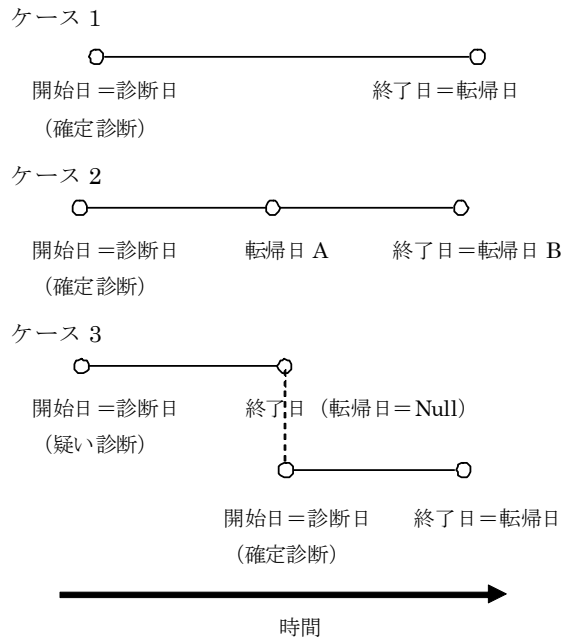 ケース 1
開始日＝診断日 終了日＝転帰日
（確定診断）
ケース 2
開始日＝診断日 転帰日 A 終了日＝転帰日 B
（確定診断）
ケース 3
開始日＝診断日 終了日（転帰日＝Null）
（疑い診断）
開始日＝診断日 終了日＝転帰日
（確定診断）
時間